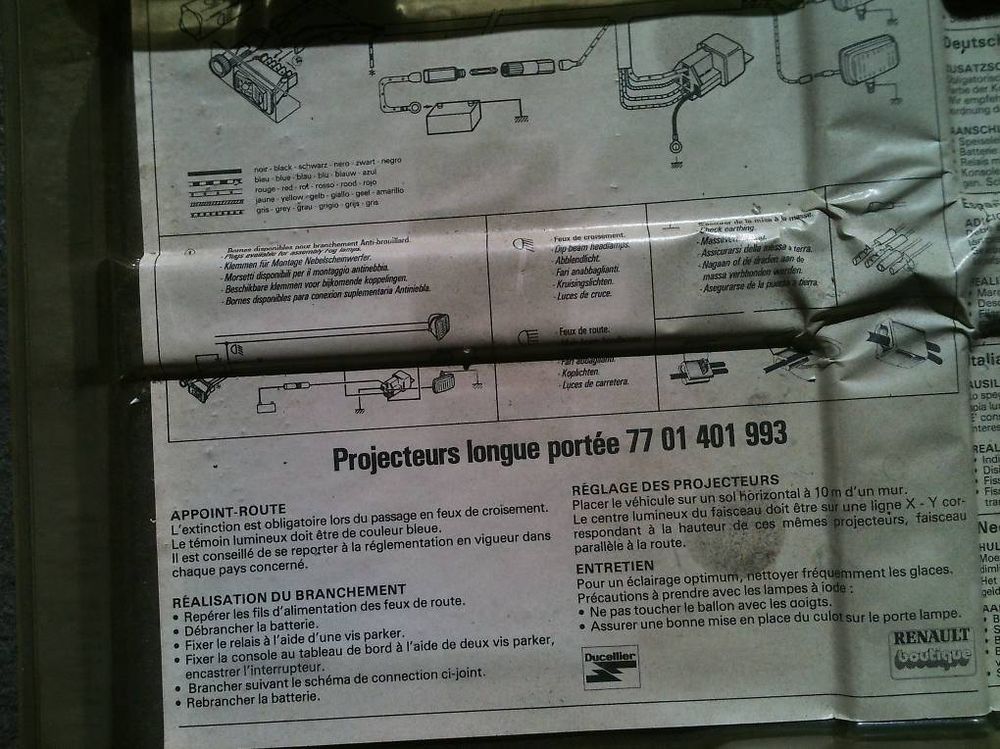 noir - black - schwarz - nero - zwart - negro
bleu - blue - blau - blu - blauw - azul
rouge - red - rot - rosso - rood - rojo
jaune - yellow - gelb - giallo - geel - amarillo
gris - grey - grau - grigio - grijs - gris
Bornes disponibles pour branchement Anti-brouillard.
- Plugs available for assembly Fog lamps.
- Klemmen für Montage Nebelscheinwerfer.
- Morsetti disponibili per il montaggio antinebbia.
- Beschikbare klemmen voor bijkomende koppelingen.
- Bornes disponibles para conexion suplementaria Antiniebla.
- Feux de croisement.
- Dip beam headlamps.
- Abblendlicht.
- Fari anabbaglianti.
- Kruisingslichten.
- Luces de cruce.
- Feux de route.
- Fari abbaglianti.
- Koplichten.
- Luces de carretera.
de la mise à la masse.
- Check earthing.
- Assicurarsi della messa a terra.
- Nagaan of de draden aan de
massa verbhonden werden.
- Asegurarse de la puesta a tierra.
Projecteurs longue portée 77 01 401 993
APPOINT-ROUTE
L'extinction est obligatoire lors du passage en feux de croisement.
Le témoin lumineux doit être de couleur bleue.
Il est conseillé de se reporter à la réglementation en vigueur dans
chaque pays concerné.
RÉALISATION DU BRANCHEMENT
• Repérer les fils d'alimentation des feux de route.
• Débrancher la batterie.
• Fixer le relais à l'aide d'une vis parker.
• Fixer la console au tableau de bord à l'aide de deux vis parker,
encastrer l'interrupteur.
• Brancher suivant le schéma de connection ci-joint.
• Rebrancher la batterie.
RÉGLAGE DES PROJECTEURS
Placer le véhicule sur un sol horizontal à 10 m d'un mur.
Le centre lumineux du faisceau doit être sur une ligne X - Y cor-
respondant à la hauteur de ces mêmes projecteurs, faisceau
parallèle à la route.
ENTRETIEN
Pour un éclairage optimum, nettoyer fréquemment les glaces.
Précautions à prendre avec les lampes à iode :
• Ne pas toucher le ballon avec les doigts.
• Assurer une bonne mise en place du culot sur le porte lampe.
Ducellier
RENAULT
boutique
Deutsch